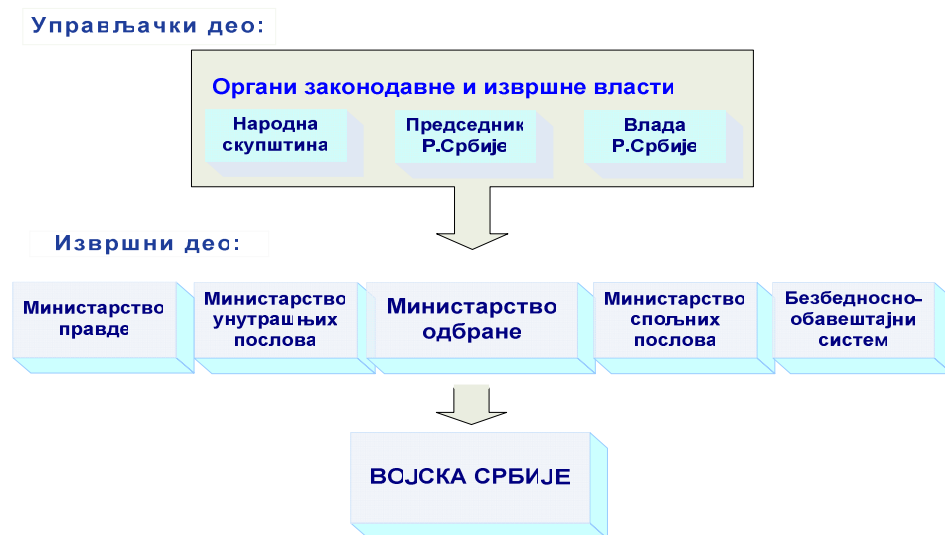 Управљачки део:
Органи законодавне и извршне власти
Народна
скупштина
Председник
Р.Србије
Влада
Р.Србије
Извршни део:
Министарство
правде
Министарство
унутрашњих
послова
Министарство
одбране
Министарство
спољних
послова
Безбедносно-
обавештајни
систем
ВОЈСКА СРБИЈЕ